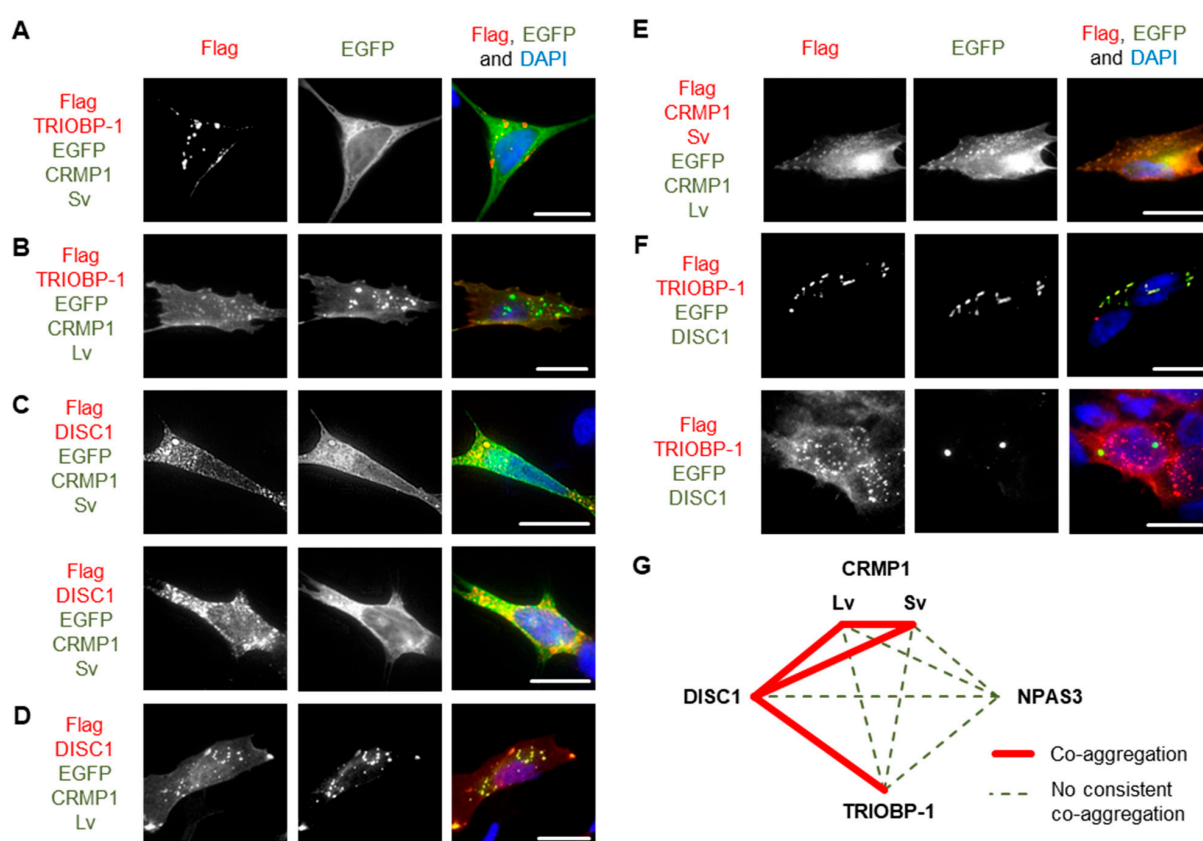 A
Flag
EGFP
Flag, EGFP
and DAPI
Flag
TRIOBP-1
EGFP
CRMP1
Sv
B
Flag
TRIOBP-1
EGFP
CRMP1
Lv
C
Flag
DISC1
EGFP
CRMP1
Sv
Flag
DISC1
EGFP
CRMP1
Sv
D
Flag
DISC1
EGFP
CRMP1
Lv
E
Flag
EGFP
Flag, EGFP
and DAPI
Flag
CRMP1
Sv
EGFP
CRMP1
Lv
F
Flag
TRIOBP-1
EGFP
DISC1
Flag
TRIOBP-1
EGFP
DISC1
G
CRMP1
Lv Sv
DISC1
NPAS3
TRIOBP-1
Co-aggregation
No consistent
co-aggregation